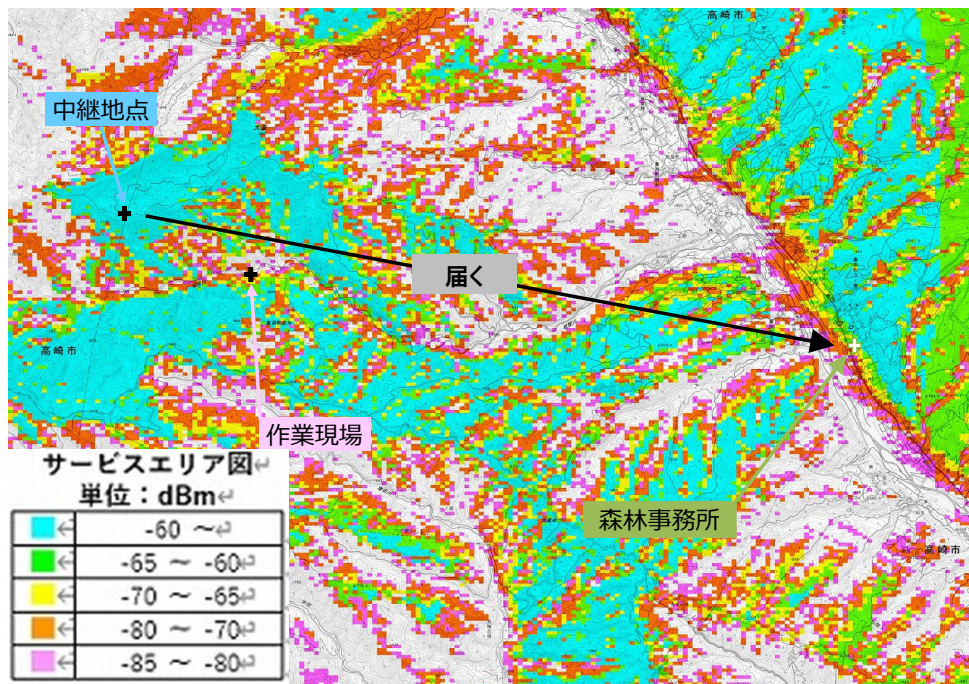 高崎市
中継地点
届く
高崎市
作業現場
サービスエリア図↵
単位：dBm↵
-60 ～↵
-65 ～ -60↵
-70 ～ -65↵
-80 ～ -70↵
-85 ～ -80↵
森林事務所
高崎市